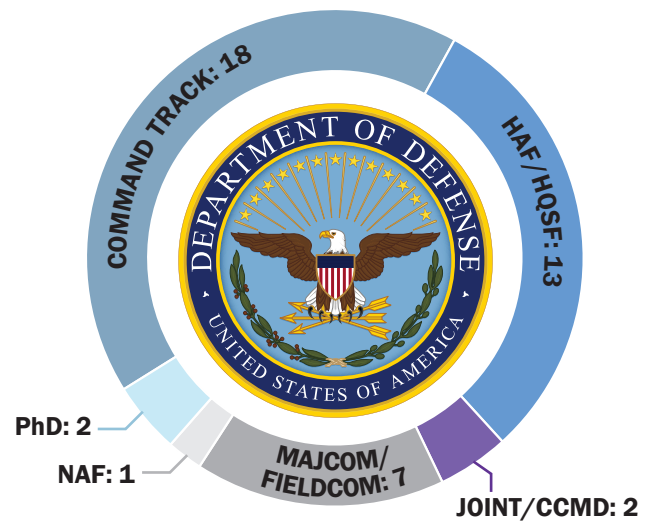 COMMAND TRACK: 18
HAF/HQSF: 13
DEPARTMENT OF DEFENSE
UNITED STATES OF AMERICA
PhD: 2
NAF: 1
MAJCOM/
FIELDCOM: 7
JOINT/CCMD: 2